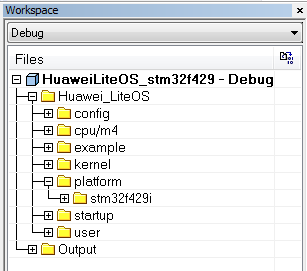 Workspace
Debug
Files
HuaweiLiteOS_stm32f429 - Debug
Huawei_LiteOS
config
cpu/m4
example
kernel
platform
stm32f429i
startup
user
Output